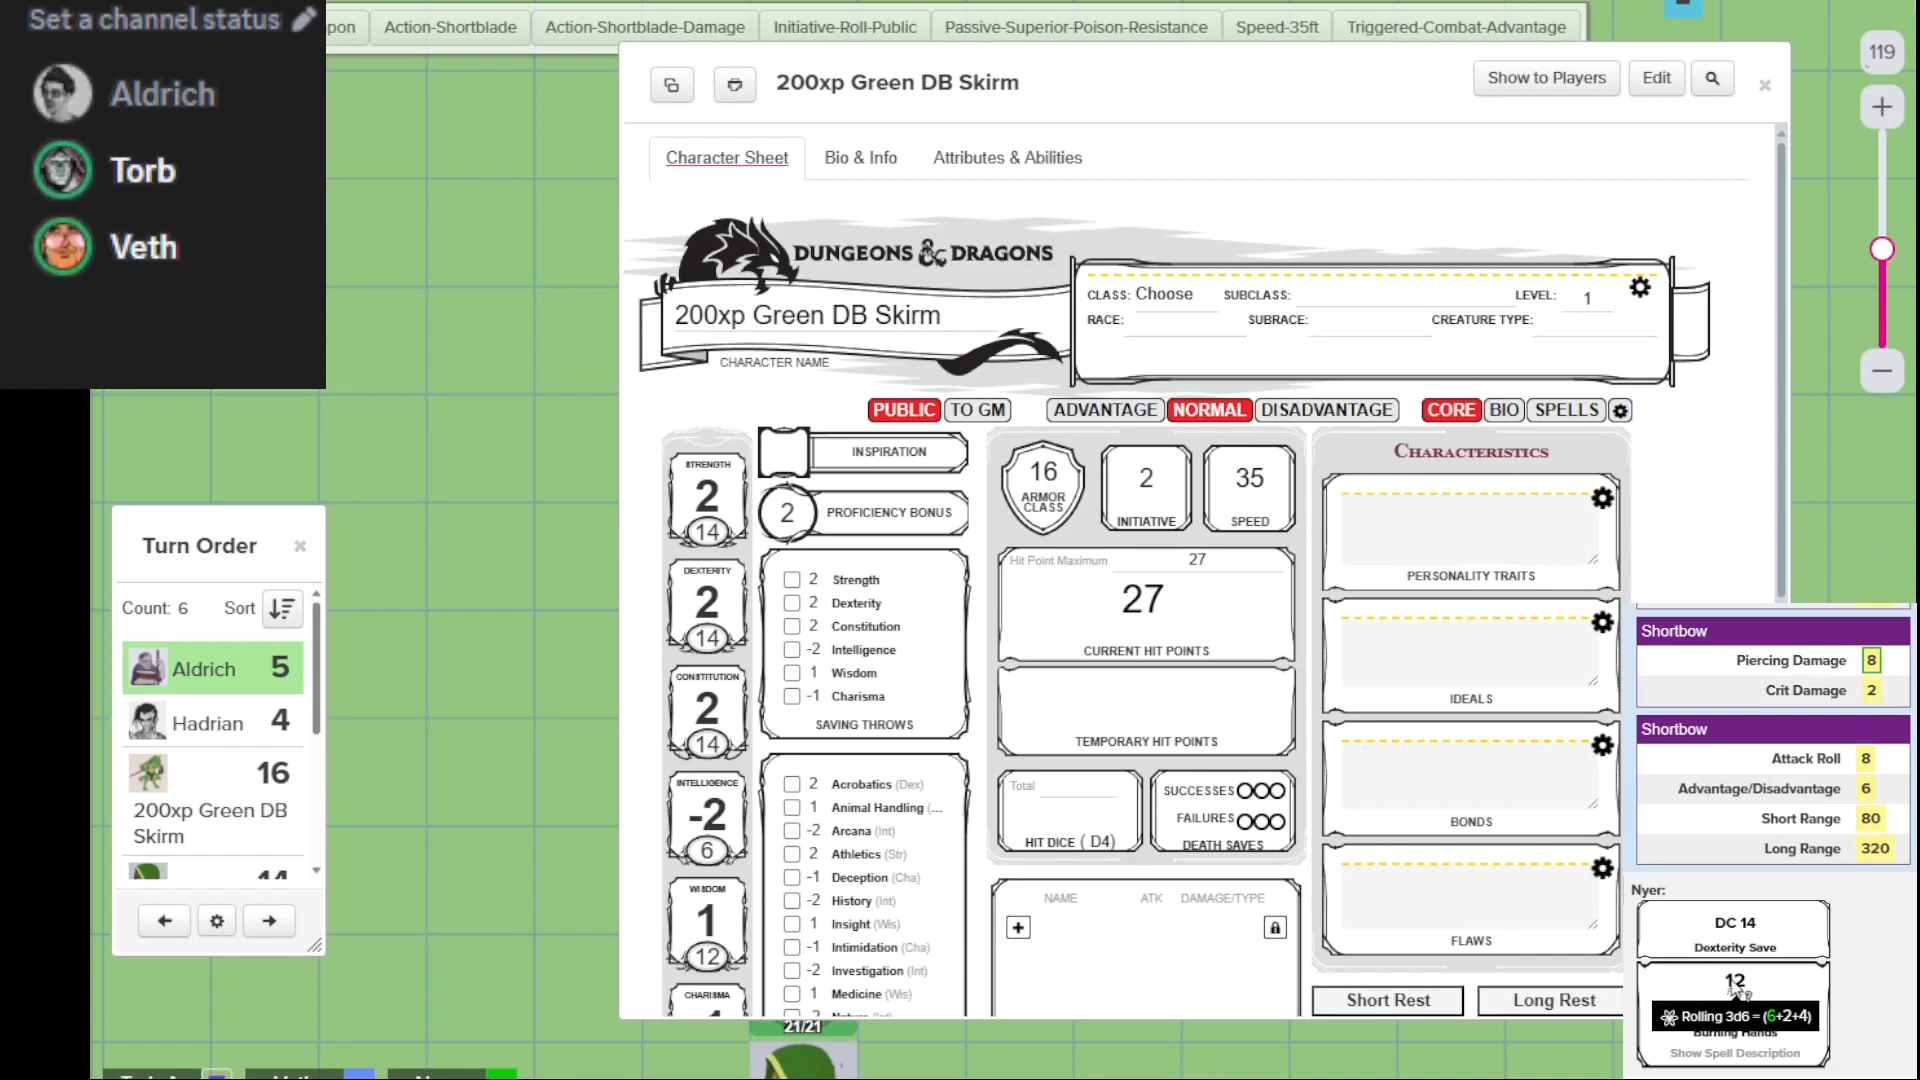 Set a channel status
Aldrich
Torb
Veth
pon
Action-Shortblade
Action-Shortblade-Damage
Initiative-Roll-Public
Passive-Superior-Poison-Resistance
Speed-35ft
Triggered-Combat-Advantage
119
200xp Green DB Skirm
Show to Players
Edit
Character Sheet
Bio & Info
Attributes & Abilities
DUNGEONS & DRAGONS
200xp Green DB Skirm
CHARACTER NAME
CLASS: Choose SUBCLASS: LEVEL: 1
RACE: SUBRACE: CREATURE TYPE:
PUBLIC TO GM ADVANTAGE NORMAL DISADVANTAGE CORE BIO SPELLS
STRENGTH
2
14
DEXTERITY
2
14
CONSTITUTION
2
14
INTELLIGENCE
-2
6
WISDOM
1
12
CHARISMA
INSPIRATION
2 PROFICIENCY BONUS
2 Strength
2 Dexterity
2 Constitution
-2 Intelligence
1 Wisdom
-1 Charisma
SAVING THROWS
2 Acrobatics (Dex)
1 Animal Handling (...
-2 Arcana (Int)
2 Athletics (Str)
-1 Deception (Cha)
-2 History (Int)
1 Insight (Wis)
-1 Intimidation (Cha)
-2 Investigation (Int)
1 Medicine (Wis)
16
ARMOR
CLASS
2
INITIATIVE
35
SPEED
Hit Point Maximum 27
27
CURRENT HIT POINTS
TEMPORARY HIT POINTS
Total
HIT DICE ( D4)
SUCCESSES
FAILURES
DEATH SAVES
NAME ATK DAMAGE/TYPE
CHARACTERISTICS
PERSONALITY TRAITS
IDEALS
BONDS
FLAWS
Short Rest
Long Rest
Turn Order
Count: 6 Sort
Aldrich 5
Hadrian 4
16
200xp Green DB
Skirm
14
21/21
Shortbow
Piercing Damage 8
Crit Damage 2
Shortbow
Attack Roll 8
Advantage/Disadvantage 6
Short Range 80
Long Range 320
Nyer:
DC 14
Dexterity Save
12
Rolling 3d6 = (6+2+4)
Burning Hands
Show Spell Description